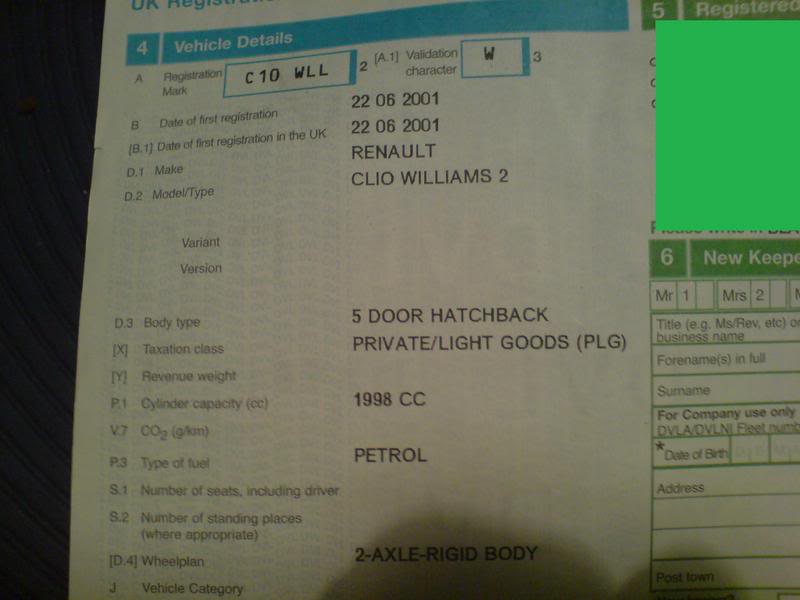 UK Registration
4 Vehicle Details
A Registration Mark C10 WLL 2 [A.1] Validation character W 3
B Date of first registration 22 06 2001
[B.1] Date of first registration in the UK 22 06 2001
D.1 Make RENAULT
D.2 Model/Type CLIO WILLIAMS 2
Variant
Version
D.3 Body type 5 DOOR HATCHBACK
[X] Taxation class PRIVATE/LIGHT GOODS (PLG)
[Y] Revenue weight
P.1 Cylinder capacity (cc) 1998 CC
V.7 CO2 (g/km)
P.3 Type of fuel PETROL
S.1 Number of seats, including driver
S.2 Number of standing places
(where appropriate)
[D.4] Wheelplan 2-AXLE-RIGID BODY
J Vehicle Category
5 Registered
6 New Keepe
Mr 1 Mrs 2 M
Title (e.g. Ms/Rev, etc) or
business name
Forename(s) in full
Surname
For Company use only
DVLA/DVLNI Fleet numb
*Date of Birth D D M
Address
Post town